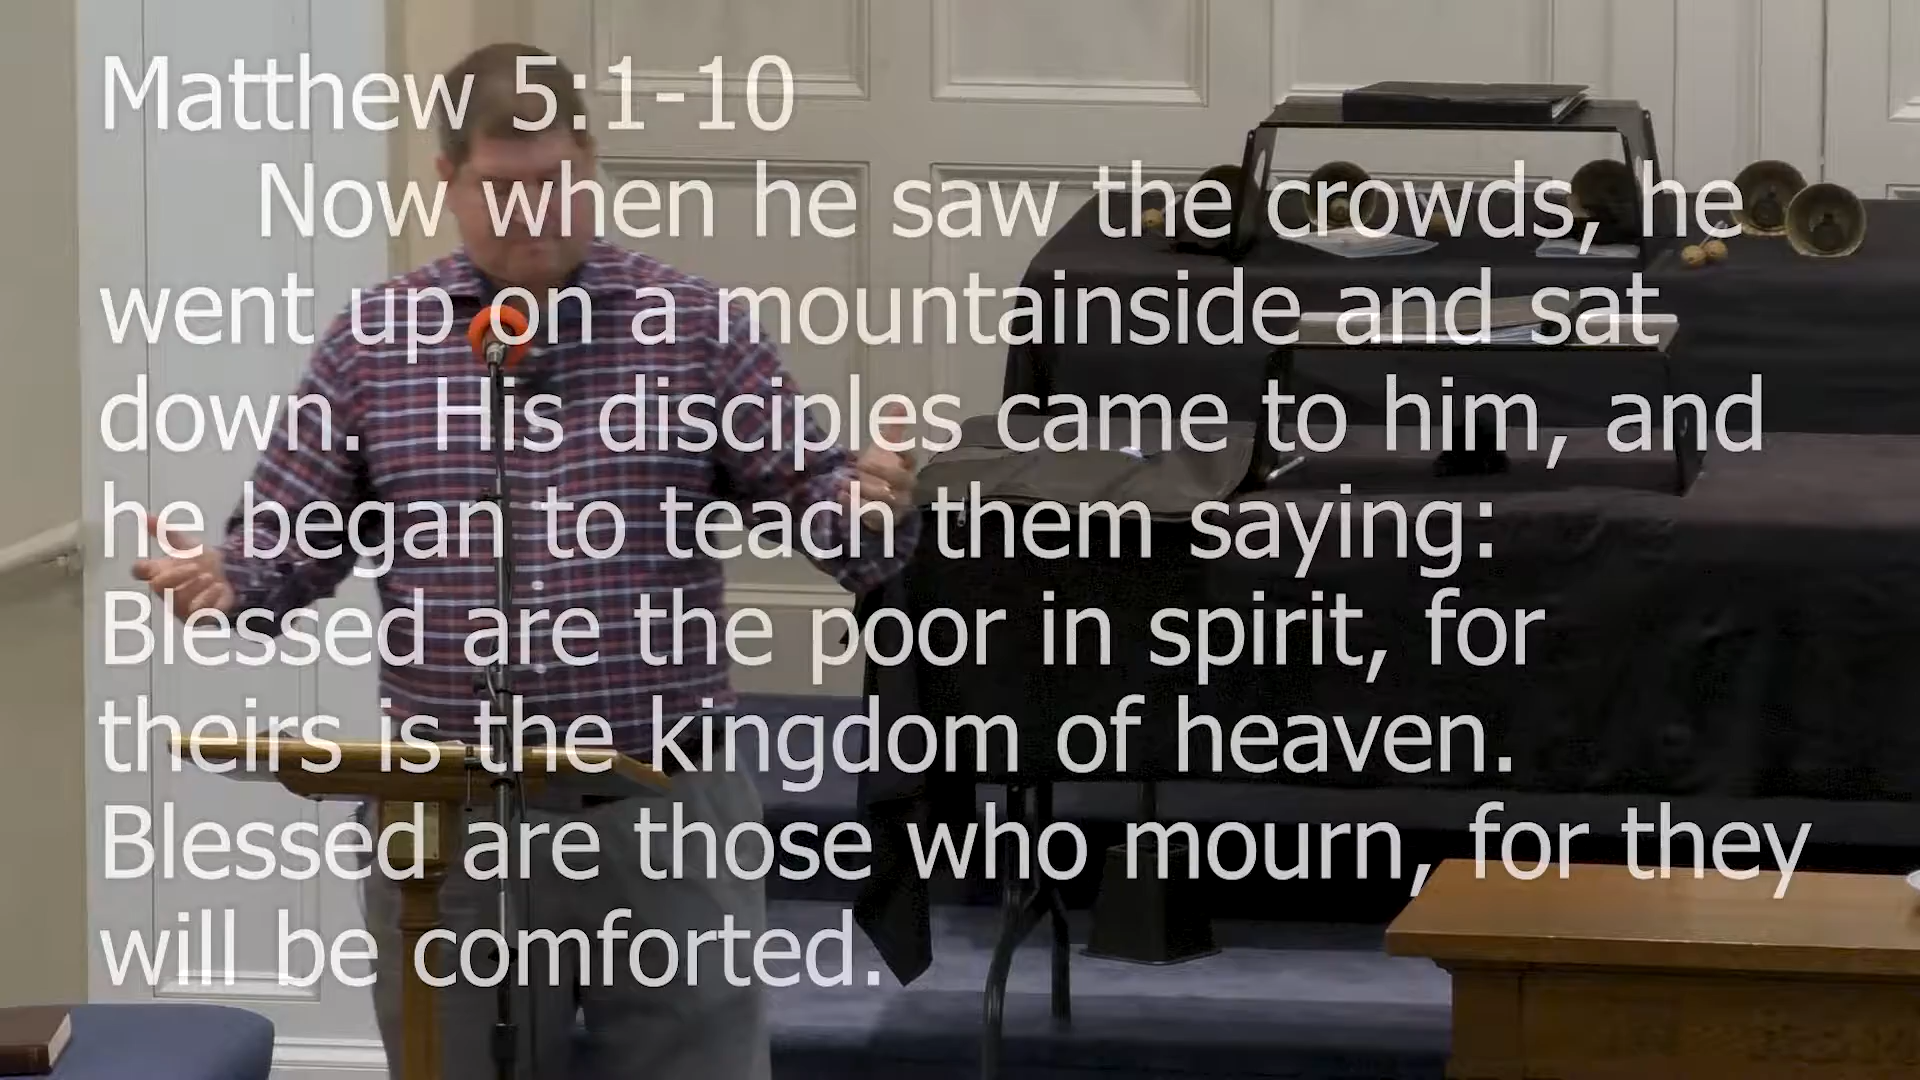 Matthew 5:1-10
Now when he saw the crowds, he
went up on a mountainside and sat
down.  His disciples came to him, and
he began to teach them saying:
Blessed are the poor in spirit, for
theirs is the kingdom of heaven.
Blessed are those who mourn, for they
will be comforted.